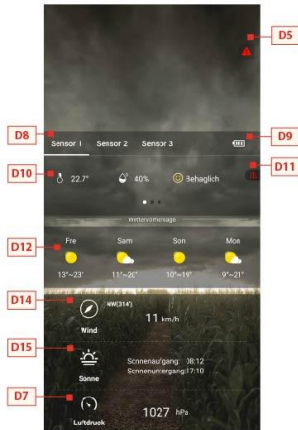 D5
D8
Sensor 1 Sensor 2 Sensor 3
D9
D10
22.7° 40% Behaglich
D11
Wettervorhersage
D12
Fre Sam Son Mon
13°~23° 11°~20° 10°~19° 9°~21°
D14
NW(314°)
11 km/h
Wind
D15
Sonnenaufgang: 08:12
Sonnenuntergang:17:10
Sonne
D7
1027 hPa
Luftdruck